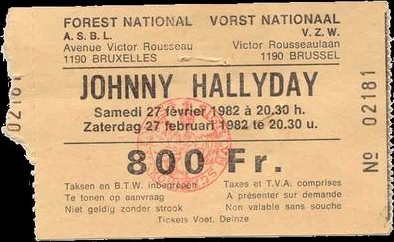 FOREST NATIONAL VORST NATIONAAL
A.S.B.L. V.Z.W.
Avenue Victor Rousseau Victor Rousseaulaan
1190 BRUXELLES 1190 BRUSSEL
JOHNNY HALLYDAY
Samedi 27 février 1982 à 20.30 h.
Zaterdag 27 februari 1982 te 20.30 u.
800 Fr.
Taksen en B.T.W. inbegrepen Taxes et T.V.A. comprises
Te tonen op aanvraag A présenter sur demande
Niet geldig zonder strook Non valable sans souche
Tickets Voet. Deinze
02181
Nº 02181